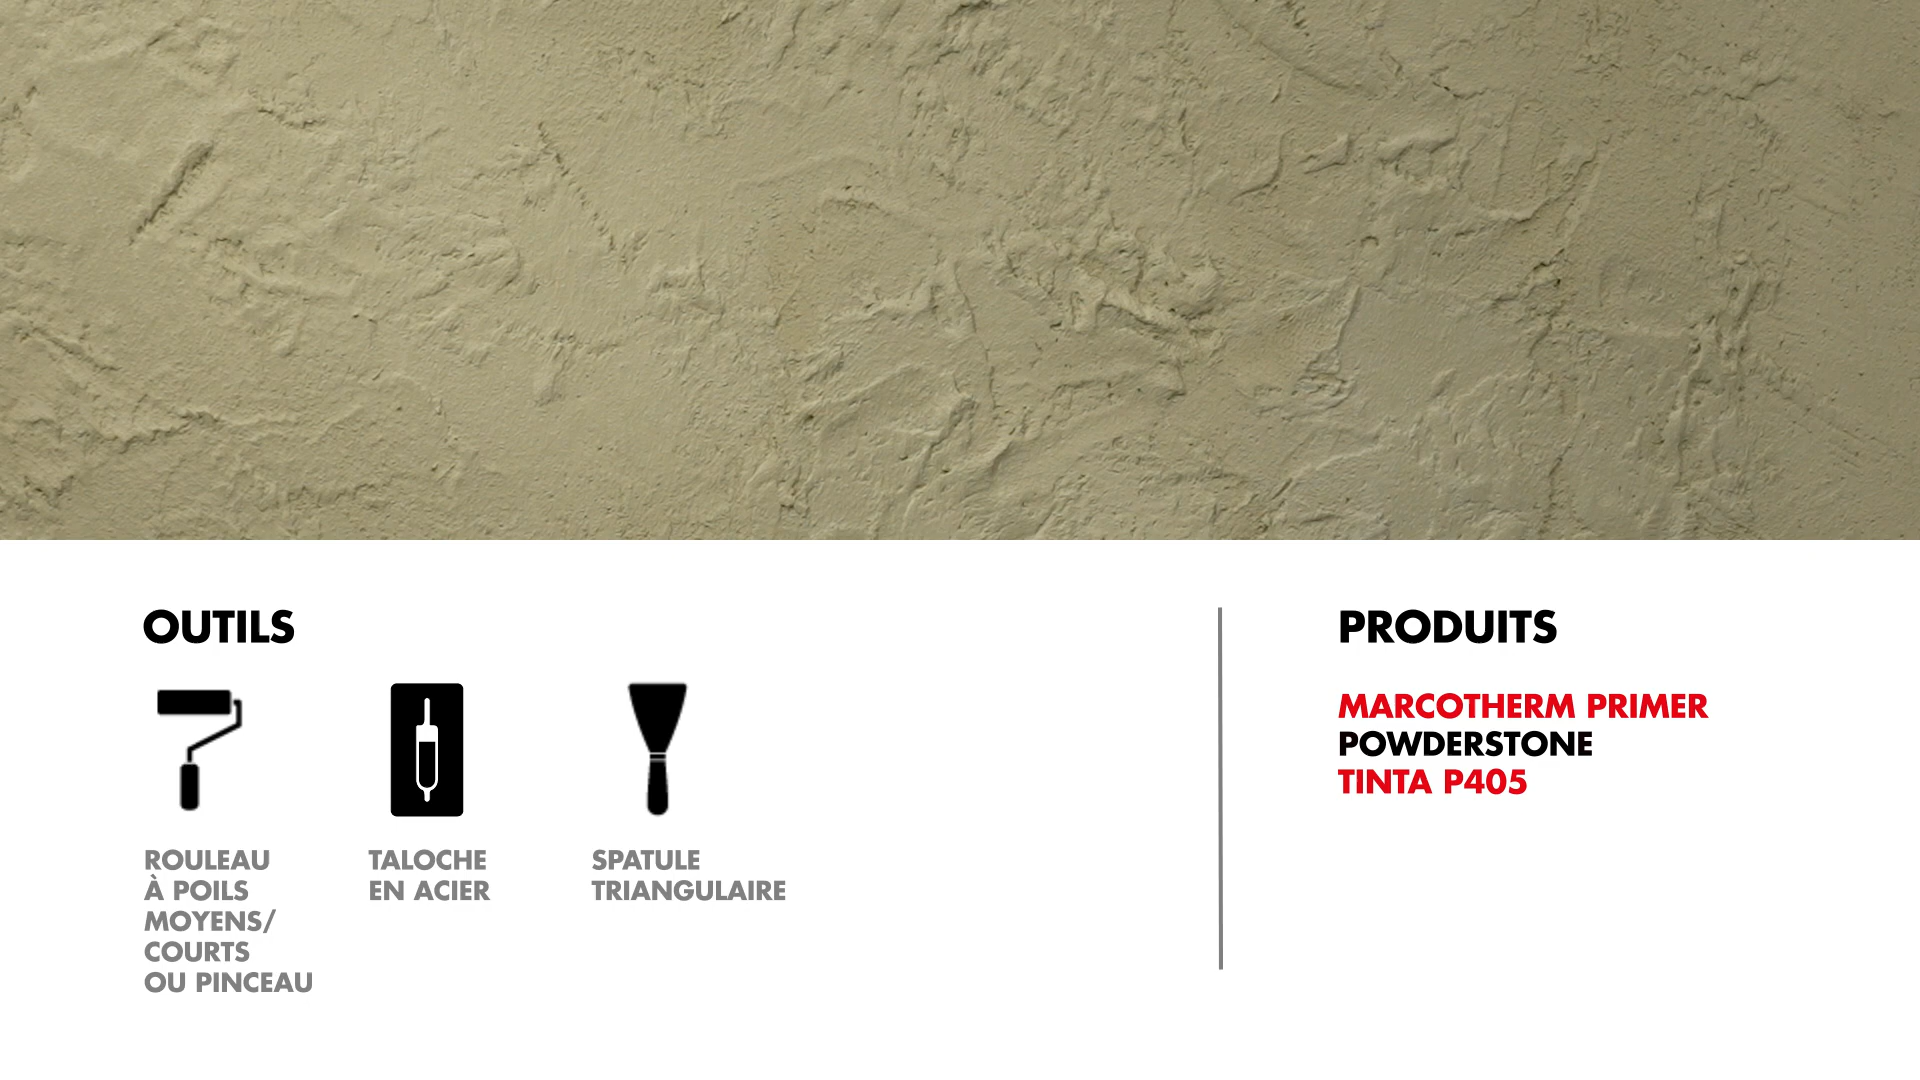 OUTILS
ROULEAU
À POILS
MOYENS/
COURTS
OU PINCEAU
TALOCHE
EN ACIER
SPATULE
TRIANGULAIRE
PRODUITS
MARCOTHERM PRIMER
POWDERSTONE
TINTA P405